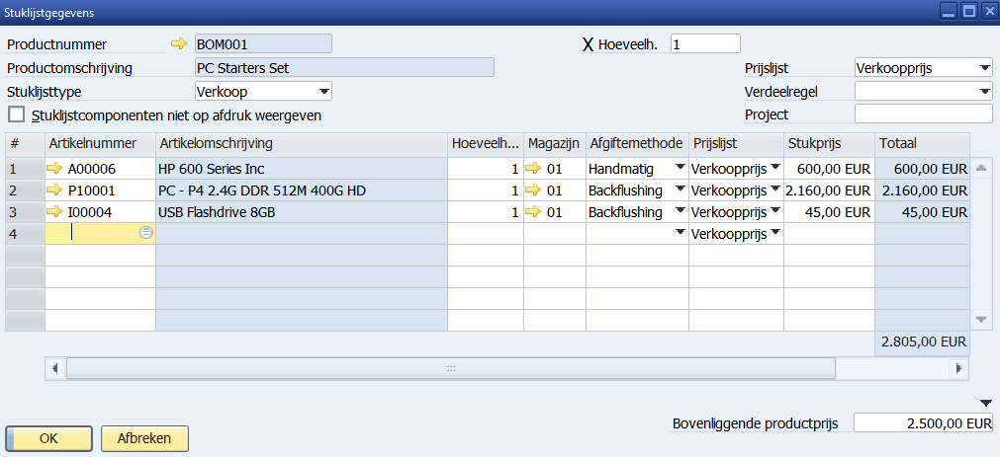 Stuklijstgegevens
Productnummer BOM001 X Hoeveelh. 1
Productomschrijving PC Starters Set Prijslijst Verkoopprijs
Stuklijsttype Verkoop Verdeelregel
Stuklijstcomponenten niet op afdruk weergeven Project
# Artikelnummer Artikelomschrijving Hoeveelh... Magazijn Afgiftemethode Prijslijst Stukprijs Totaal
1 A00006 HP 600 Series Inc 1 01 Handmatig Verkoopprijs 600,00 EUR 600,00 EUR
2 P10001 PC - P4 2.4G DDR 512M 400G HD 1 01 Backflushing Verkoopprijs 2.160,00 EUR 2.160,00 EUR
3 I00004 USB Flashdrive 8GB 1 01 Backflushing Verkoopprijs 45,00 EUR 45,00 EUR
4 Verkoopprijs
2.805,00 EUR
OK Afbreken Bovenliggende productprijs 2.500,00 EUR